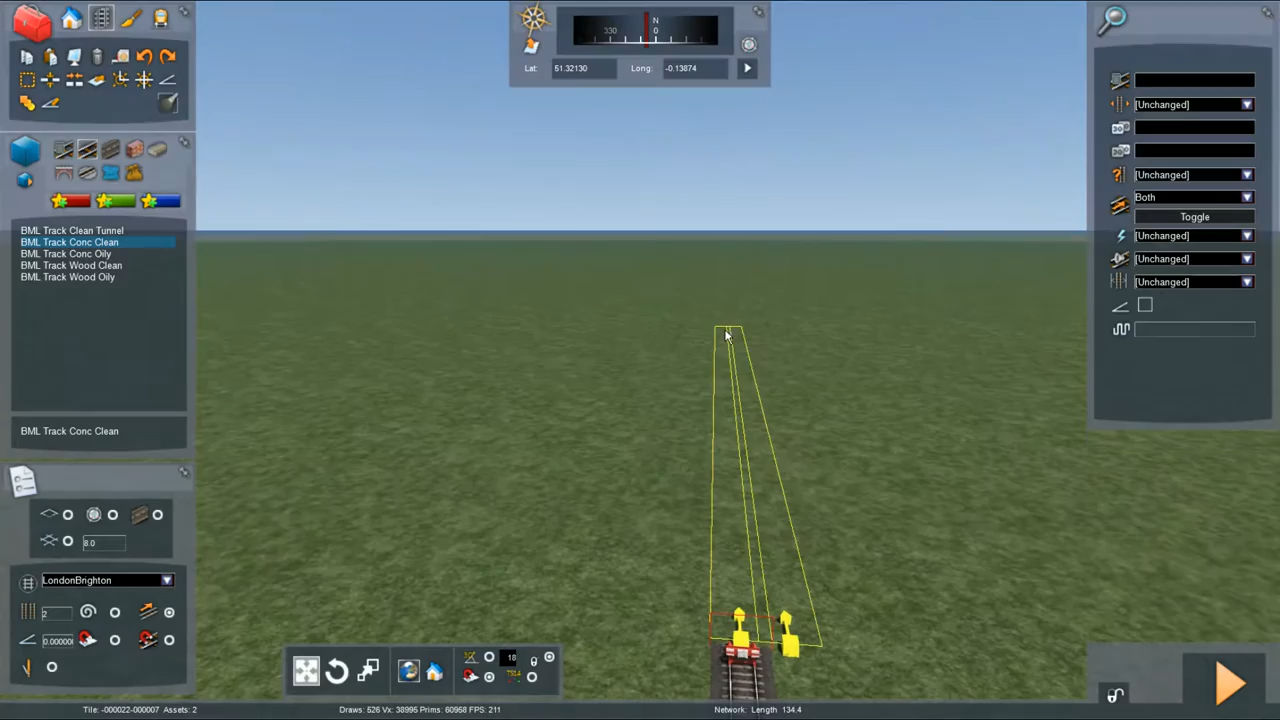 N
330
0
Lat:
51.32130
Long:
-0.13874
[Unchanged]
[Unchanged]
Both
Toggle
[Unchanged]
[Unchanged]
[Unchanged]
BML Track Clean Tunnel
BML Track Conc Clean
BML Track Conc Oily
BML Track Wood Clean
BML Track Wood Oily
BML Track Conc Clean
8.0
LondonBrighton
2
0.00000
18
Tile: -000022-000007 Assets: 2
Draws: 526 Vx: 38995 Prims: 60958 FPS: 211
Network: Length 134.4